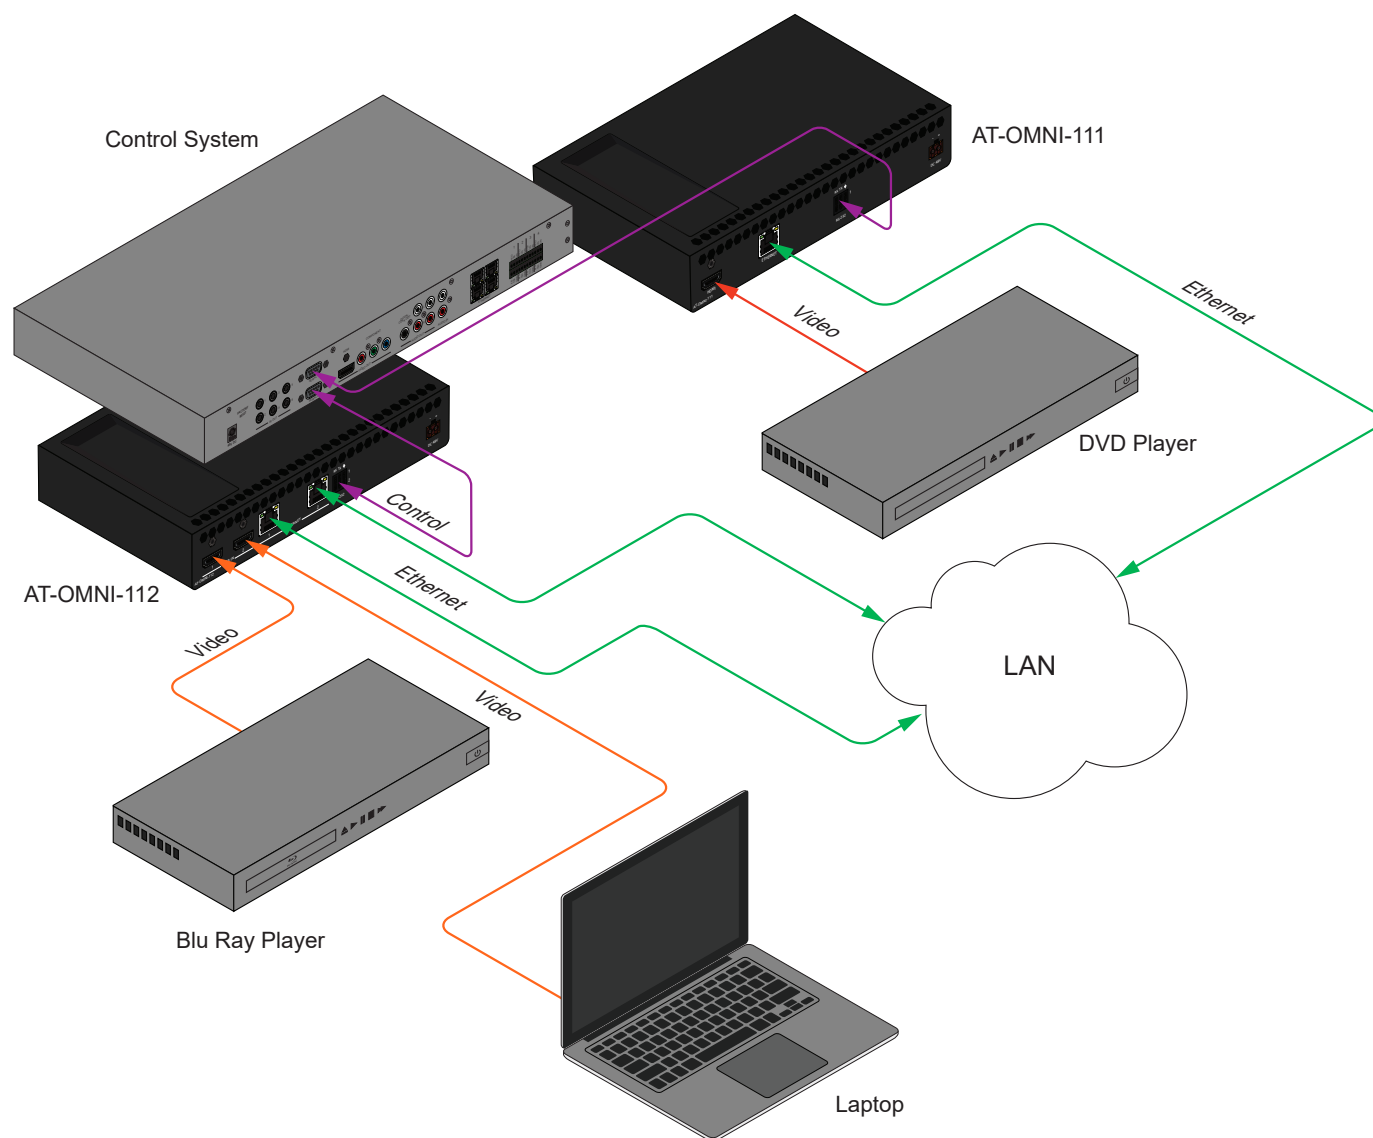 Control System
AT-OMNI-111
Ethernet
Video
DVD Player
Control
AT-OMNI-112
Ethernet
Video
LAN
Video
Blu Ray Player
Laptop